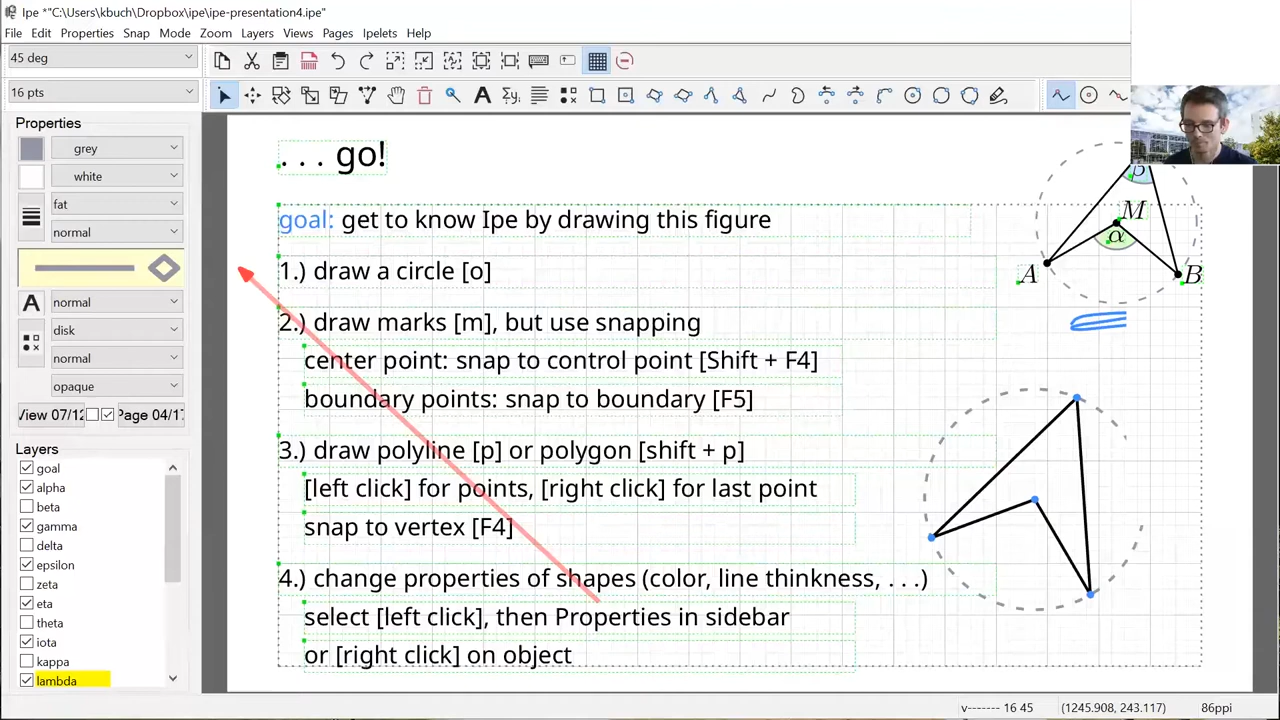 Ipe *"C:\Users\kbuch\Dropbox\ipe\ipe-presentation4.ipe"
File Edit Properties Snap Mode Zoom Layers Views Pages Ipelets Help
45 deg
16 pts
Properties
grey
white
fat
normal
A normal
disk
normal
opaque
View 07/12 Page 04/17
Layers
goal
alpha
beta
gamma
delta
epsilon
zeta
eta
theta
iota
kappa
lambda
. . . go!
goal: get to know Ipe by drawing this figure
1.) draw a circle [o]
2.) draw marks [m], but use snapping
center point: snap to control point [Shift + F4]
boundary points: snap to boundary [F5]
3.) draw polyline [p] or polygon [shift + p]
[left click] for points, [right click] for last point
snap to vertex [F4]
4.) change properties of shapes (color, line thinkness, . . .)
select [left click], then Properties in sidebar
or [right click] on object
β
M
α
A
B
v------- 16 45 (1245.908, 243.117) 86ppi